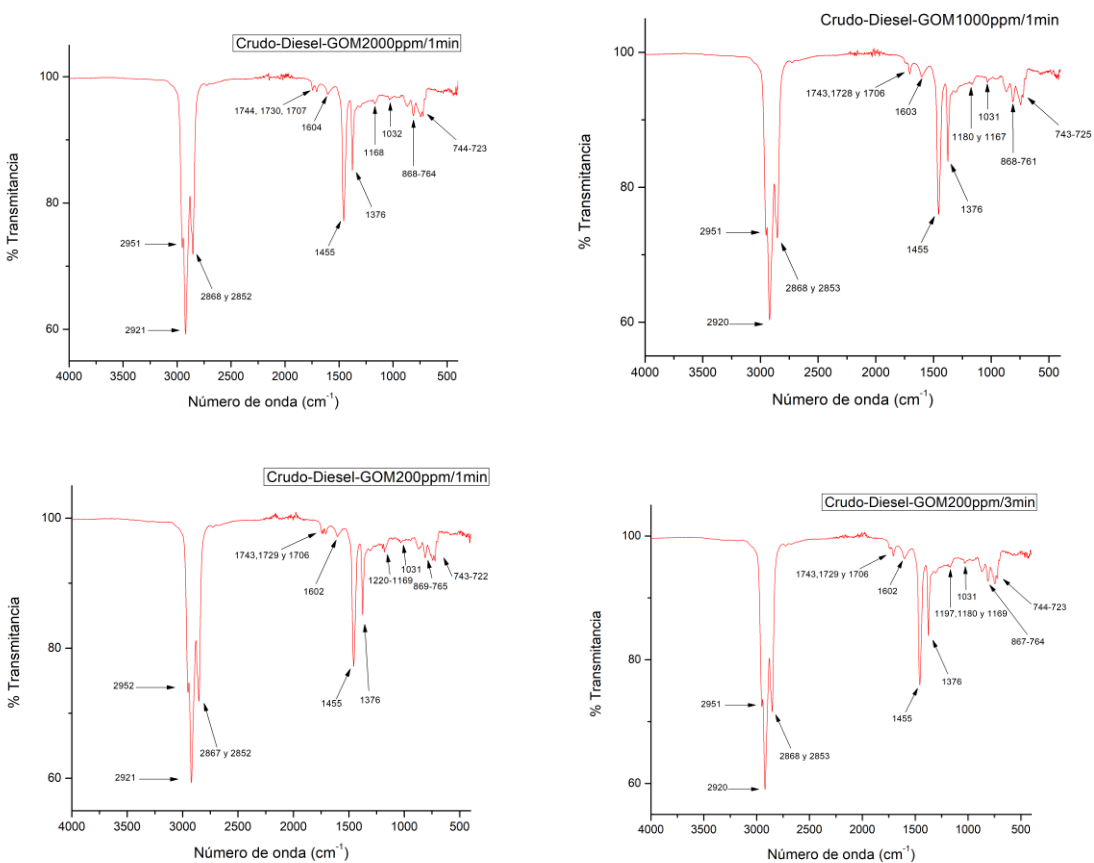 Crudo-Diesel-GOM2000ppm/1min
100
80
60
% Transmitancia
1744, 1730, 1707
1604
1168
1032
868-764
744-723
1376
1455
2951
2868 y 2852
2921
4000 3500 3000 2500 2000 1500 1000 500
Número de onda (cm⁻¹)
Crudo-Diesel-GOM1000ppm/1min
100
80
60
% Transmitancia
1743,1728 y 1706
1603
1180 y 1167
1031
868-761
743-725
1376
1455
2951
2868 y 2853
2920
4000 3500 3000 2500 2000 1500 1000 500
Número de onda (cm⁻¹)
Crudo-Diesel-GOM200ppm/1min
100
80
60
% Transmitancia
1743,1729 y 1706
1602
1220-1169
1031
869-765
743-722
1455
1376
2952
2867 y 2852
2921
4000 3500 3000 2500 2000 1500 1000 500
Número de onda (cm⁻¹)
Crudo-Diesel-GOM200ppm/3min
100
80
60
% Transmitancia
1743,1729 y 1706
1602
1197,1180 y 1169
1031
744-723
867-764
1376
1455
2951
2868 y 2853
2920
4000 3500 3000 2500 2000 1500 1000 500
Número de onda (cm⁻¹)